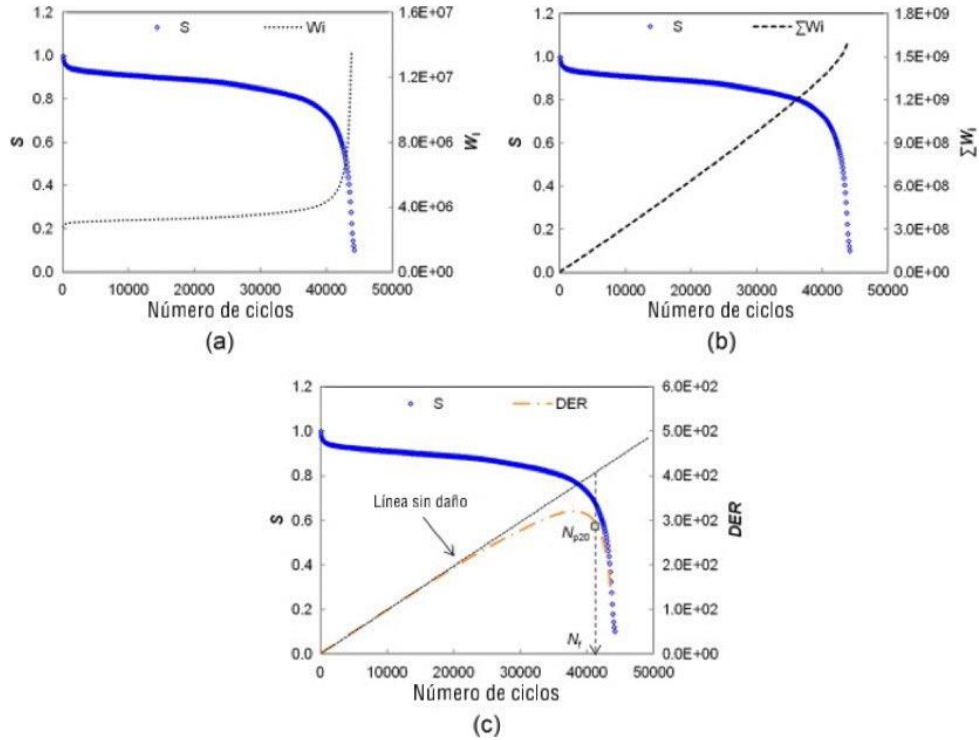 S
Wi
1.2
1.0
0.8
0.6
0.4
0.2
0.0
S
1.6E+07
1.2E+07
8.0E+06
4.0E+06
0.0E+00
Wi
0
10000
20000
30000
40000
50000
Número de ciclos
(a)
S
∑Wi
1.2
1.0
0.8
0.6
0.4
0.2
0.0
S
1.8E+09
1.5E+09
1.2E+09
9.0E+08
6.0E+08
3.0E+08
0.0E+00
∑Wi
0
10000
20000
30000
40000
50000
Número de ciclos
(b)
S
DER
1.2
1.0
0.8
0.6
0.4
0.2
0.0
S
6.0E+02
5.0E+02
4.0E+02
3.0E+02
2.0E+02
1.0E+02
0.0E+00
DER
Línea sin daño
Np20
Nf
0
10000
20000
30000
40000
50000
Número de ciclos
(c)